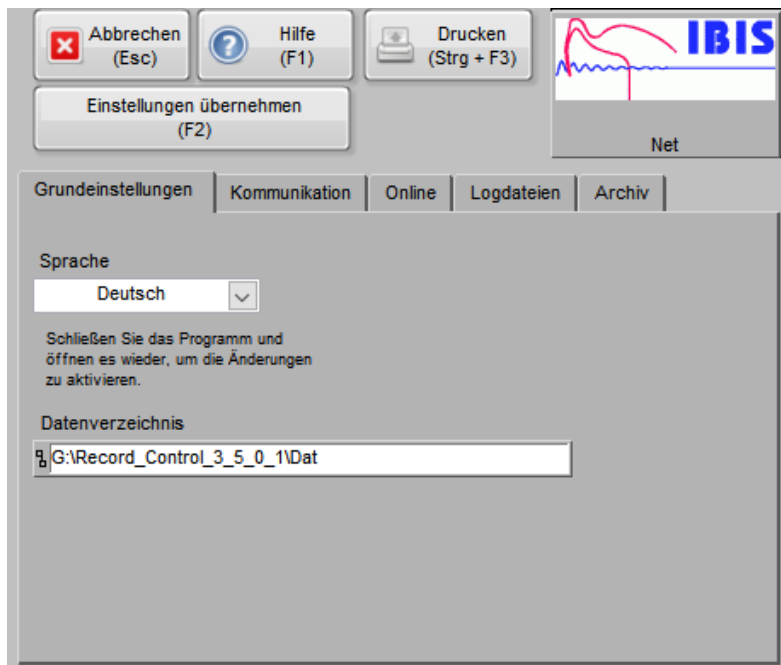 Abbrechen
(Esc)
Hilfe
(F1)
Drucken
(Strg + F3)
IBIS
Net
Einstellungen übernehmen
(F2)
Grundeinstellungen
Kommunikation
Online
Logdateien
Archiv
Sprache
Deutsch
Schließen Sie das Programm und
öffnen es wieder, um die Änderungen
zu aktivieren.
Datenverzeichnis
G:\Record_Control_3_5_0_1\Dat